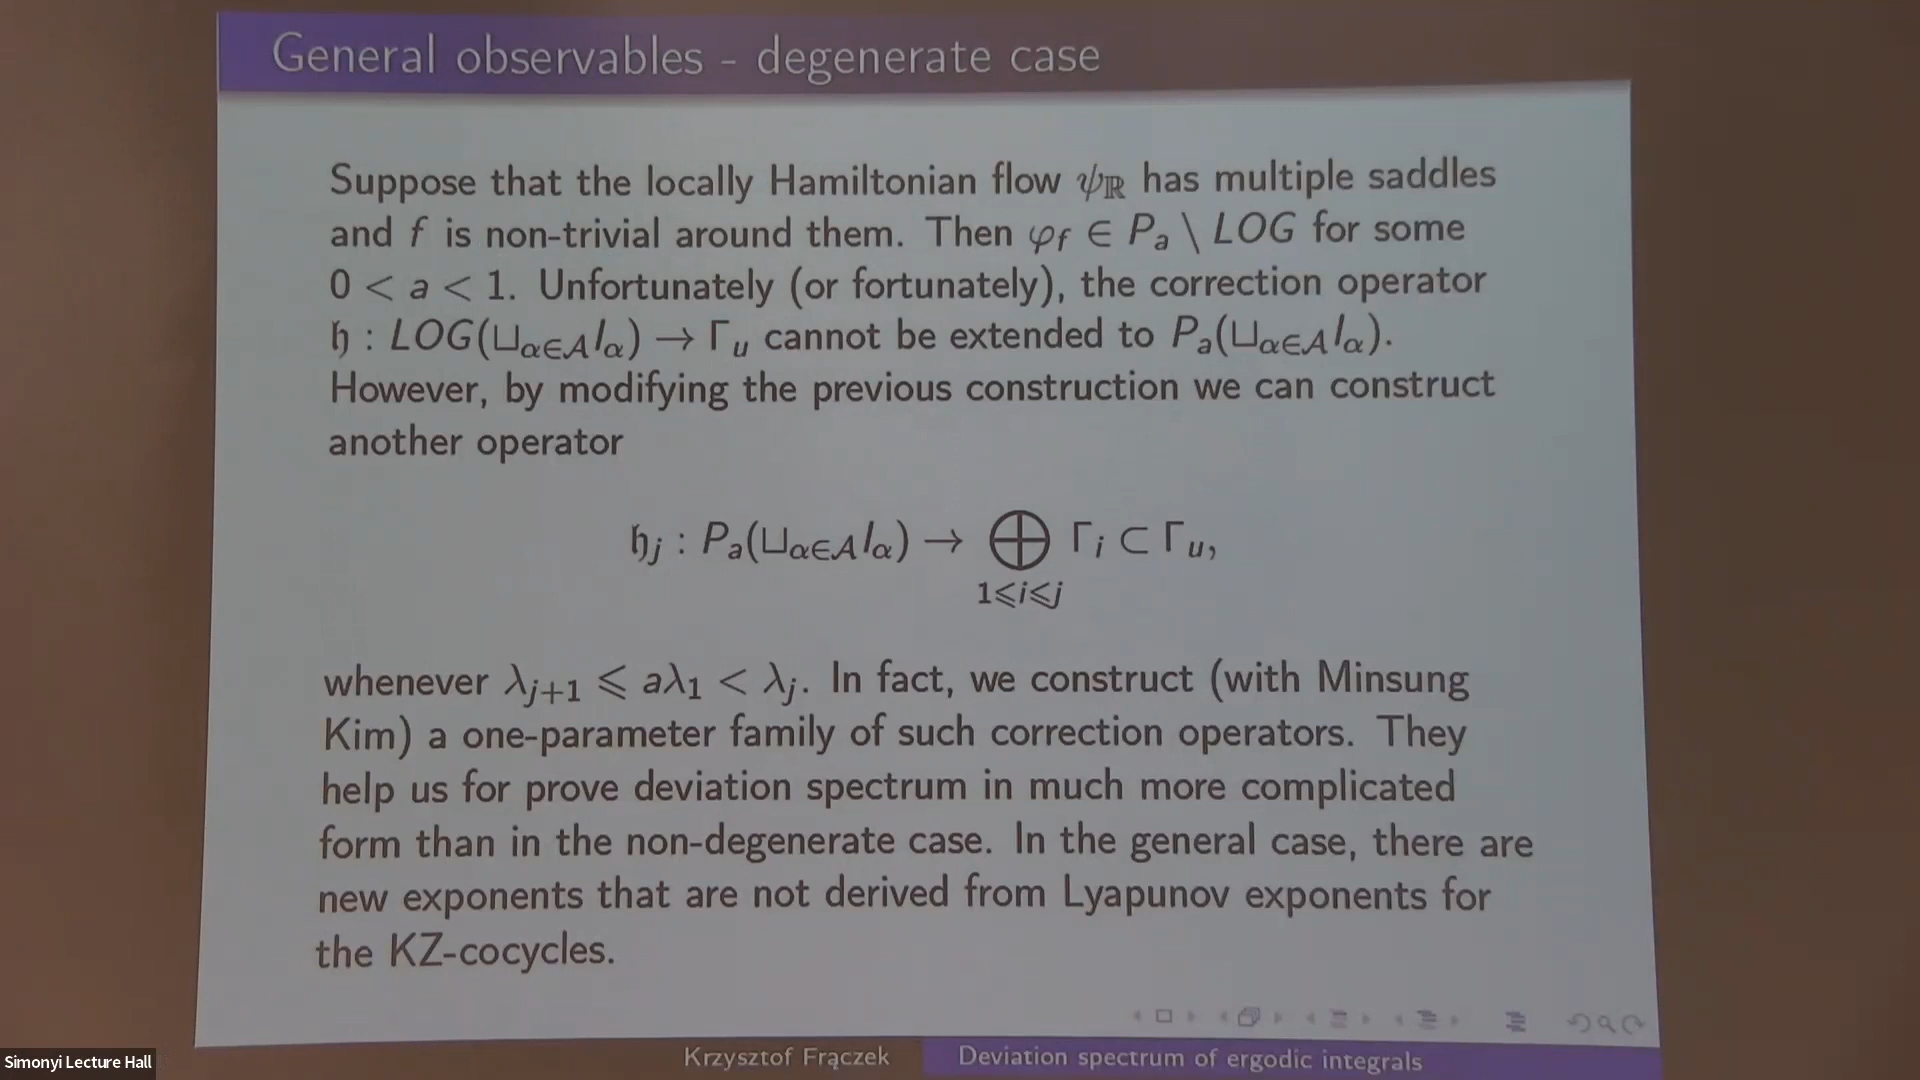 General observables - degenerate case
Suppose that the locally Hamiltonian flow ψ_ℝ has multiple saddles
and f is non-trivial around them. Then φ_f ∈ P_a \ LOG for some
0 < a < 1. Unfortunately (or fortunately), the correction operator
𝔥 : LOG(⊔_{α∈𝒜} I_α) → Γ_u cannot be extended to P_a(⊔_{α∈𝒜} I_α).
However, by modifying the previous construction we can construct
another operator
𝔥_j : P_a(⊔_{α∈𝒜} I_α) → ⊕_{1⩽i⩽j} Γ_i ⊂ Γ_u,
whenever λ_{j+1} ⩽ aλ_1 < λ_j. In fact, we construct (with Minsung
Kim) a one-parameter family of such correction operators. They
help us for prove deviation spectrum in much more complicated
form than in the non-degenerate case. In the general case, there are
new exponents that are not derived from Lyapunov exponents for
the KZ-cocycles.
Krzysztof Frączek Deviation spectrum of ergodic integrals
Simonyi Lecture Hall